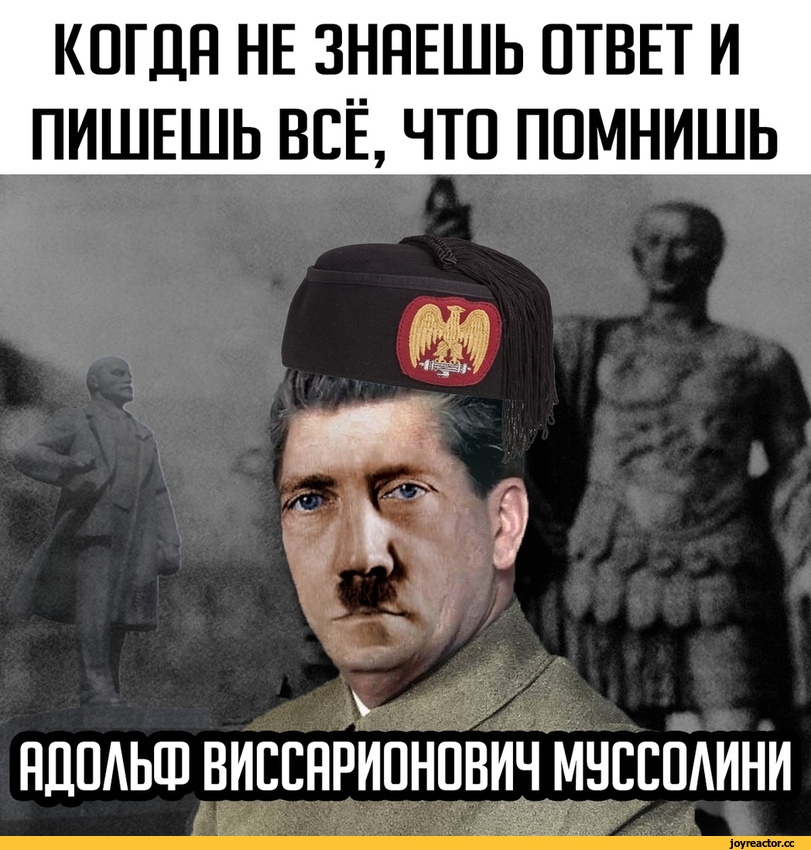 КОГДА НЕ ЗНАЕШЬ ОТВЕТ И
ПИШЕШЬ ВСЁ, ЧТО ПОМНИШЬ
АДОЛЬФ ВИССАРИОНОВИЧ МУССОЛИНИ
joyreactor.cc